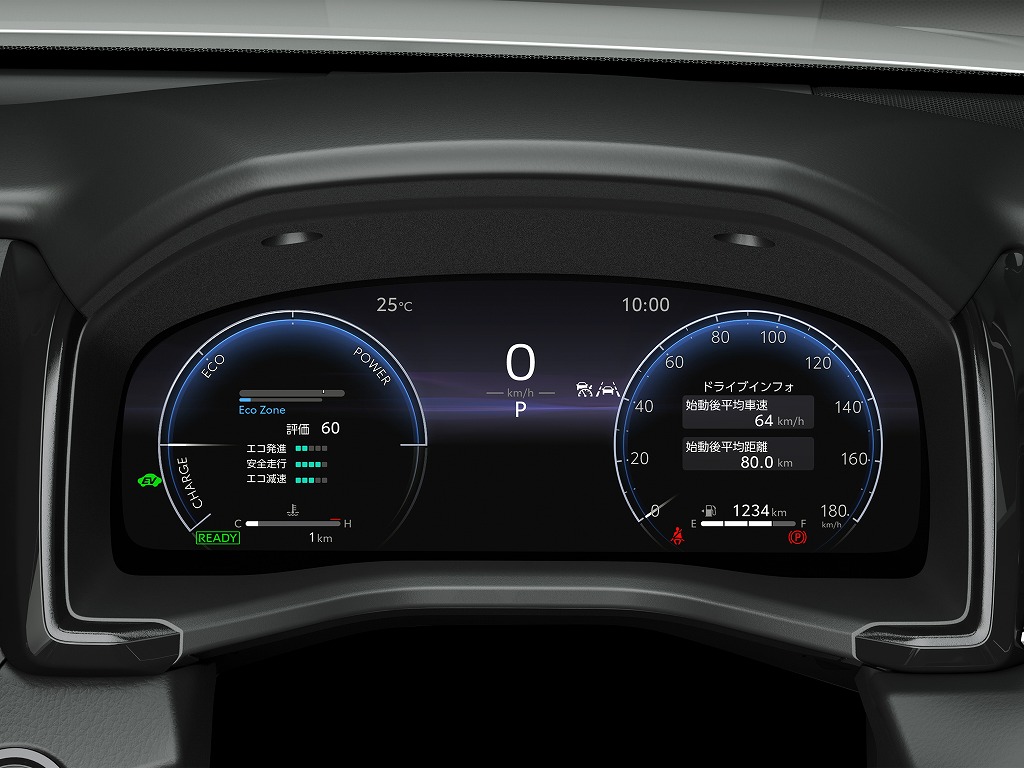 25℃
10:00
ECO
POWER
CHARGE
Eco Zone
評価 60
エコ発進
安全走行
エコ減速
C H
READY
1 km
EV
0
km/h
P
0 20 40 60 80 100 120 140 160 180
km/h
ドライブインフォ
始動後平均車速
64 km/h
始動後平均距離
80.0 km
1234 km
E F
P